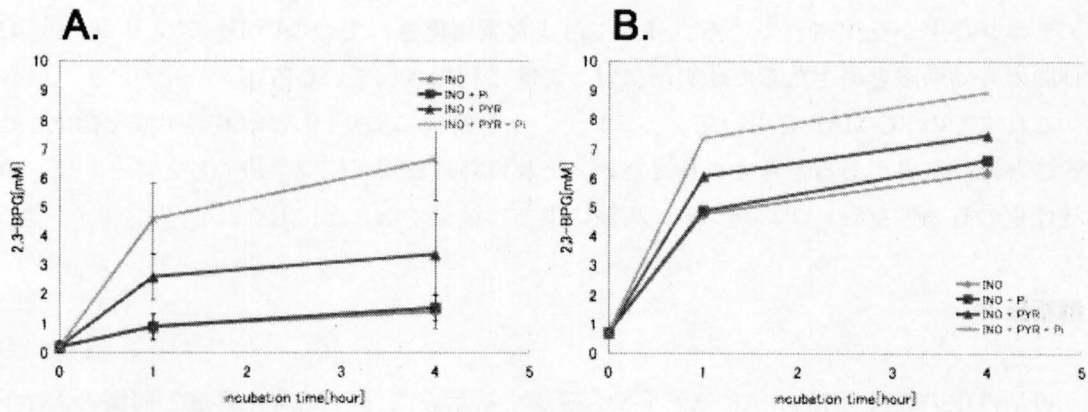 A.
10
9
8
7
6
5
4
3
2
1
0
2,3-BPG[mM]
INO
INO + Pi
INO + PYR
INO + PYR + Pi
0
1
2
3
4
5
incubation time[hour]
B.
10
9
8
7
6
5
4
3
2
1
0
2,3-BPG[mM]
INO
INO + Pi
INO + PYR
INO + PYR + Pi
0
1
2
3
4
5
incubation time[hour]